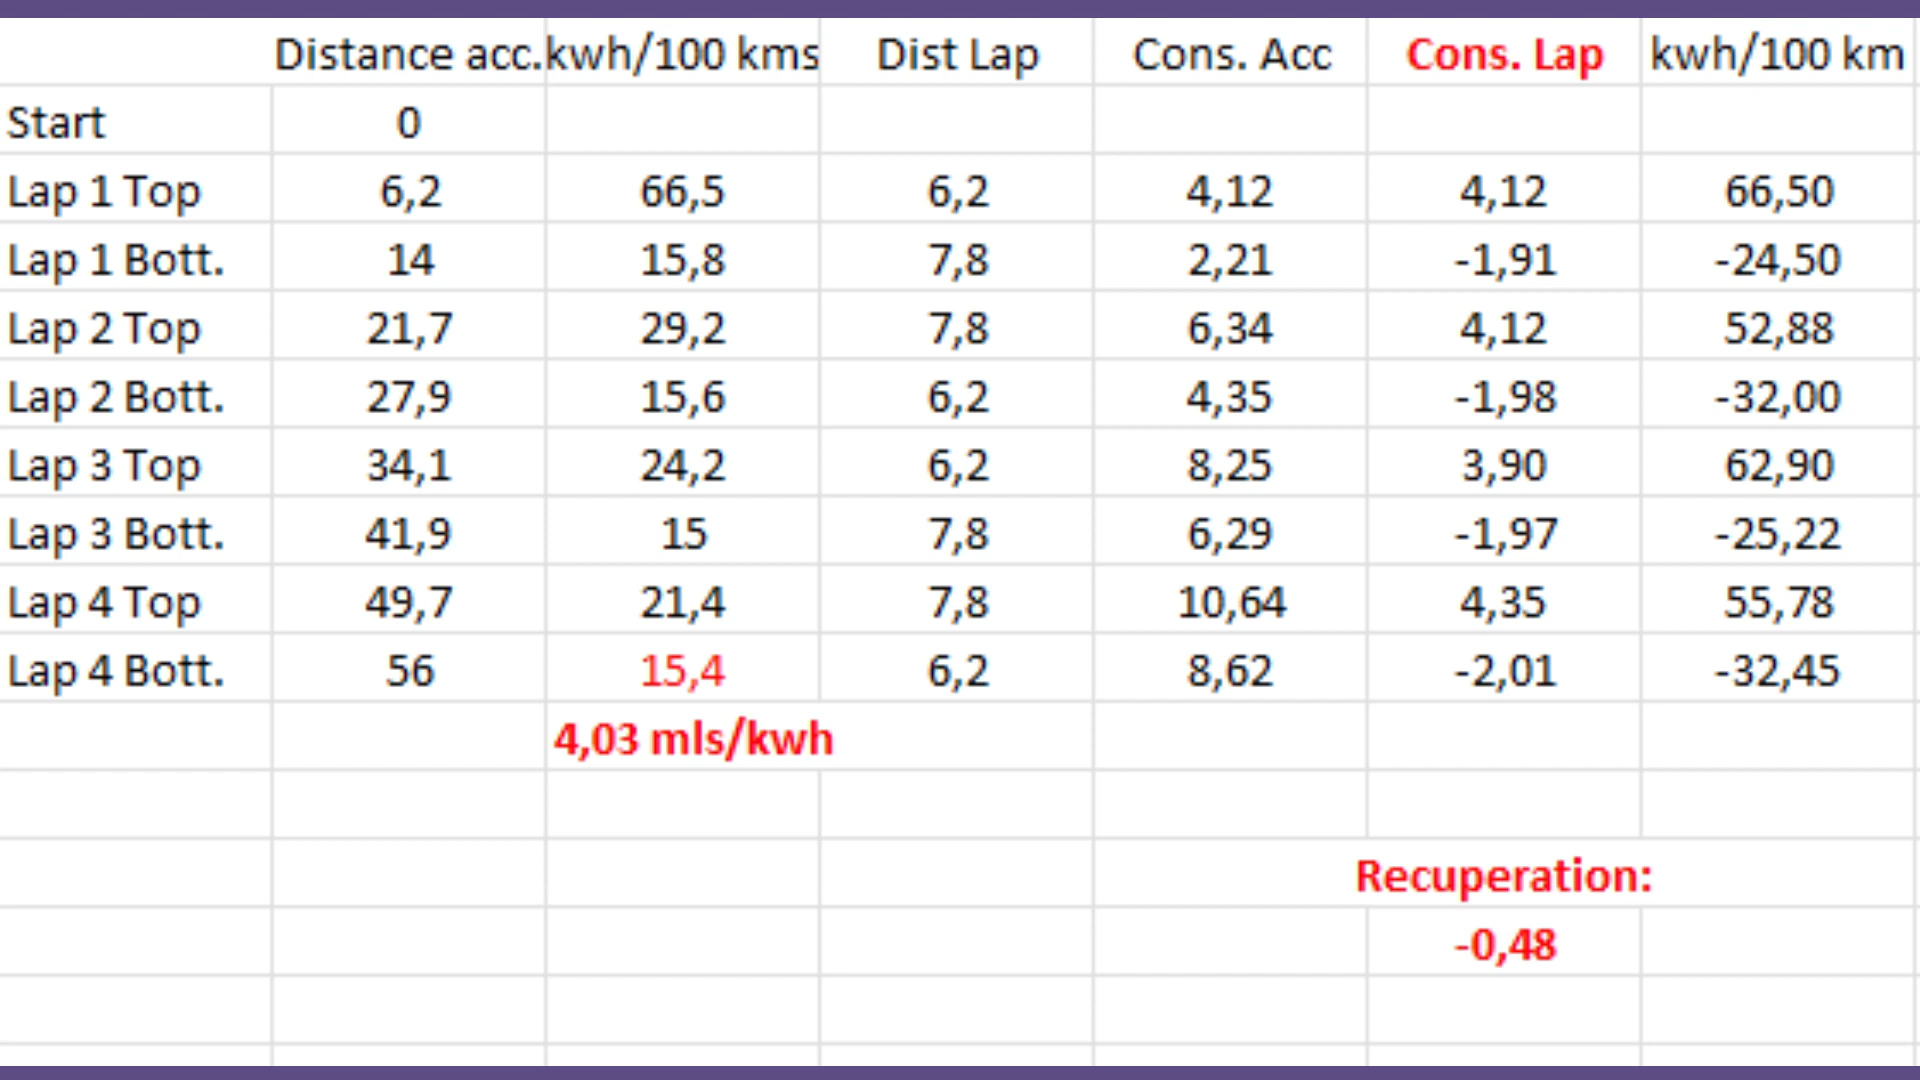 Distance acc. kwh/100 kms Dist Lap Cons. Acc Cons. Lap kwh/100 km
Start 0
Lap 1 Top 6,2 66,5 6,2 4,12 4,12 66,50
Lap 1 Bott. 14 15,8 7,8 2,21 -1,91 -24,50
Lap 2 Top 21,7 29,2 7,8 6,34 4,12 52,88
Lap 2 Bott. 27,9 15,6 6,2 4,35 -1,98 -32,00
Lap 3 Top 34,1 24,2 6,2 8,25 3,90 62,90
Lap 3 Bott. 41,9 15 7,8 6,29 -1,97 -25,22
Lap 4 Top 49,7 21,4 7,8 10,64 4,35 55,78
Lap 4 Bott. 56 15,4 6,2 8,62 -2,01 -32,45
4,03 mls/kwh
Recuperation:
-0,48